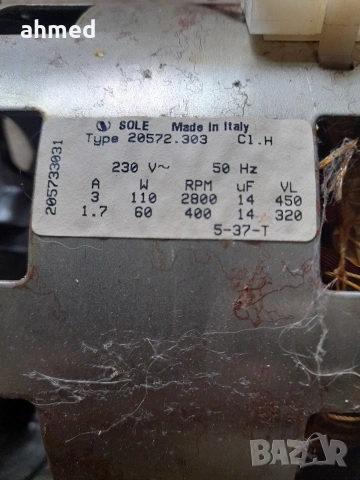 ahmed
SOLE Made in Italy
Type 20572.303 Cl.H
230 V~ 50 Hz
A W RPM uF VL
3 110 2800 14 450
1.7 60 400 14 320
5-37-T
205733031
BAZAR